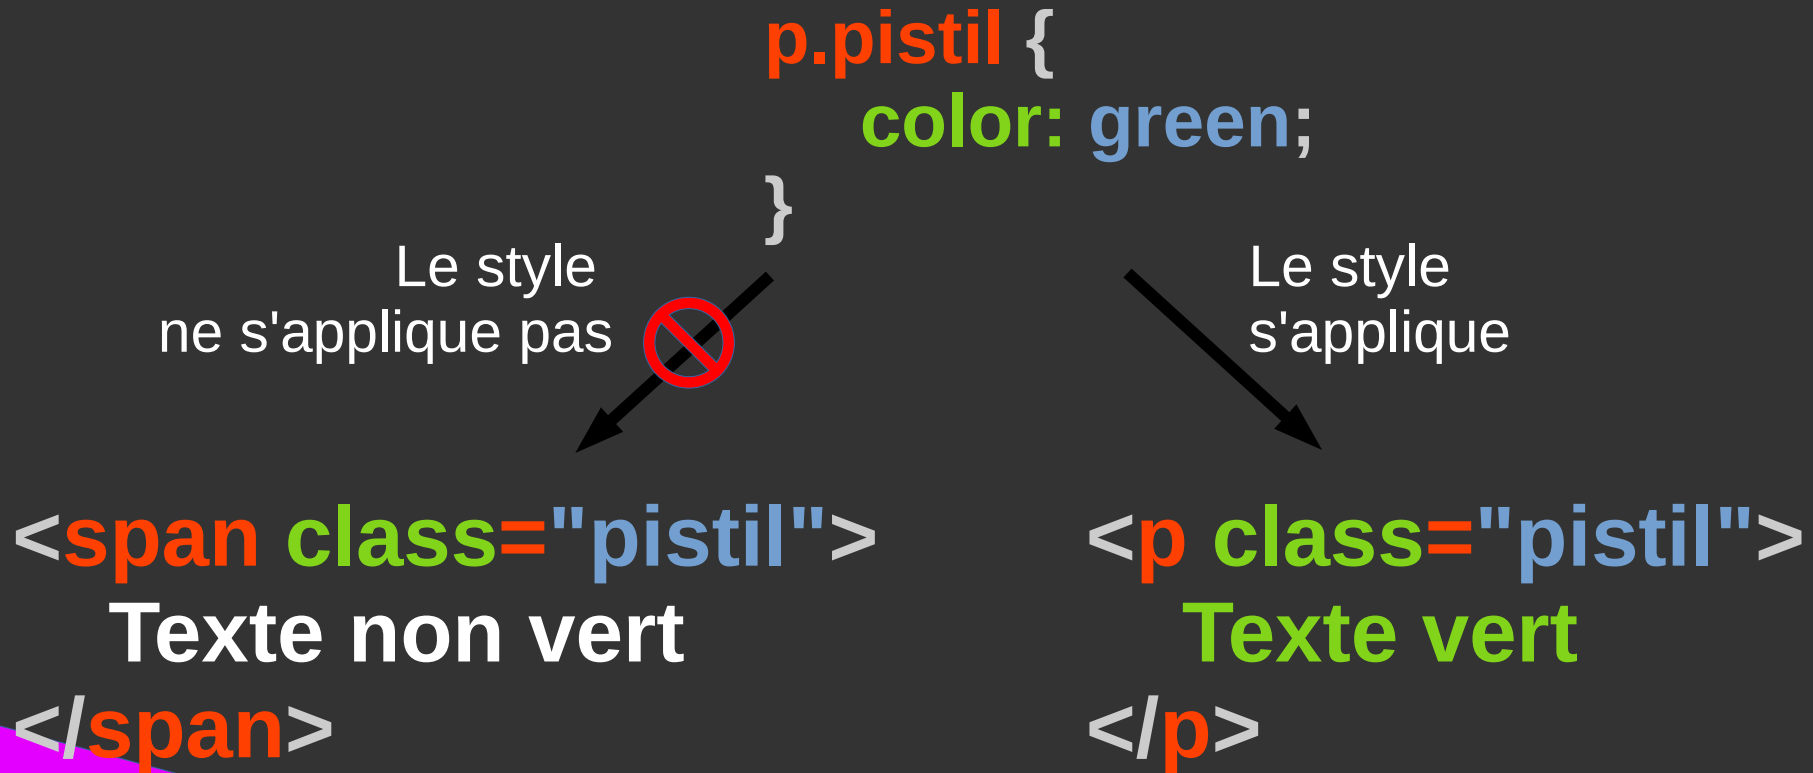 p.pistil {
color: green;
}
Le style
ne s'applique pas
Le style
s'applique
<span class="pistil">
Texte non vert
</span>
<p class="pistil">
Texte vert
</p>